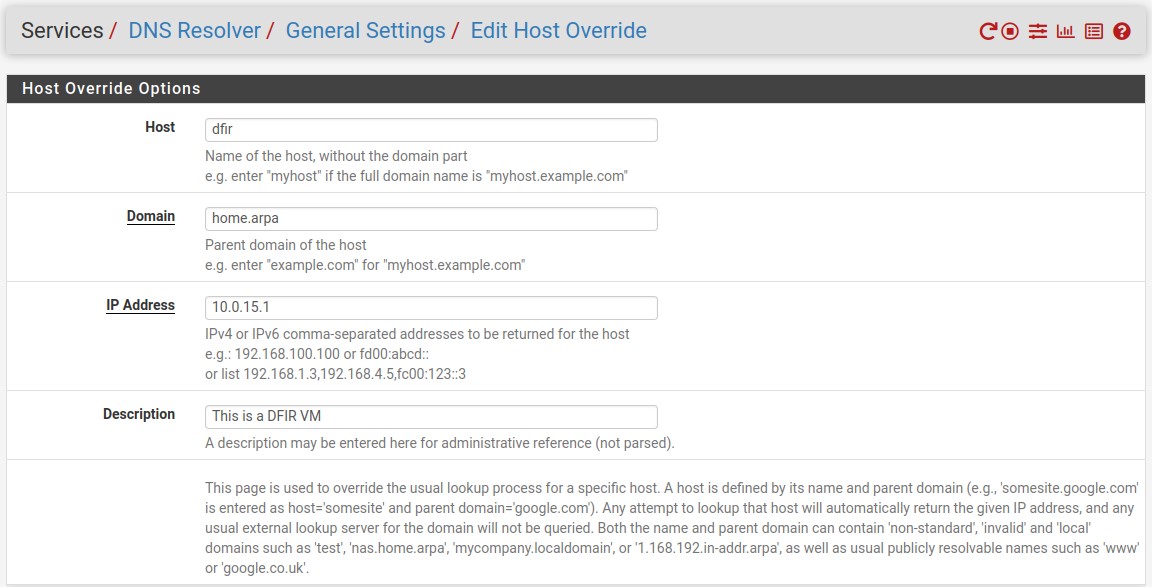 Services / DNS Resolver / General Settings / Edit Host Override
Host Override Options
Host
dfir
Name of the host, without the domain part
e.g. enter "myhost" if the full domain name is "myhost.example.com"
Domain
home.arpa
Parent domain of the host
e.g. enter "example.com" for "myhost.example.com"
IP Address
10.0.15.1
IPv4 or IPv6 comma-separated addresses to be returned for the host
e.g.: 192.168.100.100 or fd00:abcd::
or list 192.168.1.3,192.168.4.5,fc00:123::3
Description
This is a DFIR VM
A description may be entered here for administrative reference (not parsed).
This page is used to override the usual lookup process for a specific host. A host is defined by its name and parent domain (e.g., 'somesite.google.com'
is entered as host='somesite' and parent domain='google.com'). Any attempt to lookup that host will automatically return the given IP address, and any
usual external lookup server for the domain will not be queried. Both the name and parent domain can contain 'non-standard', 'invalid' and 'local'
domains such as 'test', 'nas.home.arpa', 'mycompany.localdomain', or '1.168.192.in-addr.arpa', as well as usual publicly resolvable names such as 'www'
or 'google.co.uk'.